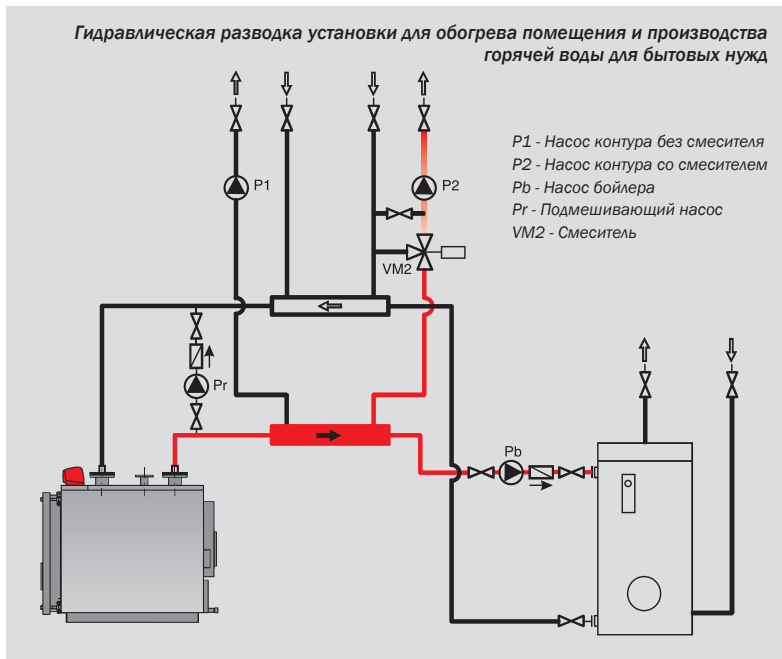 Гидравлическая разводка установки для обогрева помещения и производства
горячей воды для бытовых нужд
P1 - Насос контура без смесителя
P2 - Насос контура со смесителем
Pb - Насос бойлера
Pr - Подмешивающий насос
VM2 - Смеситель
P1
P2
VM2
Pr
Pb